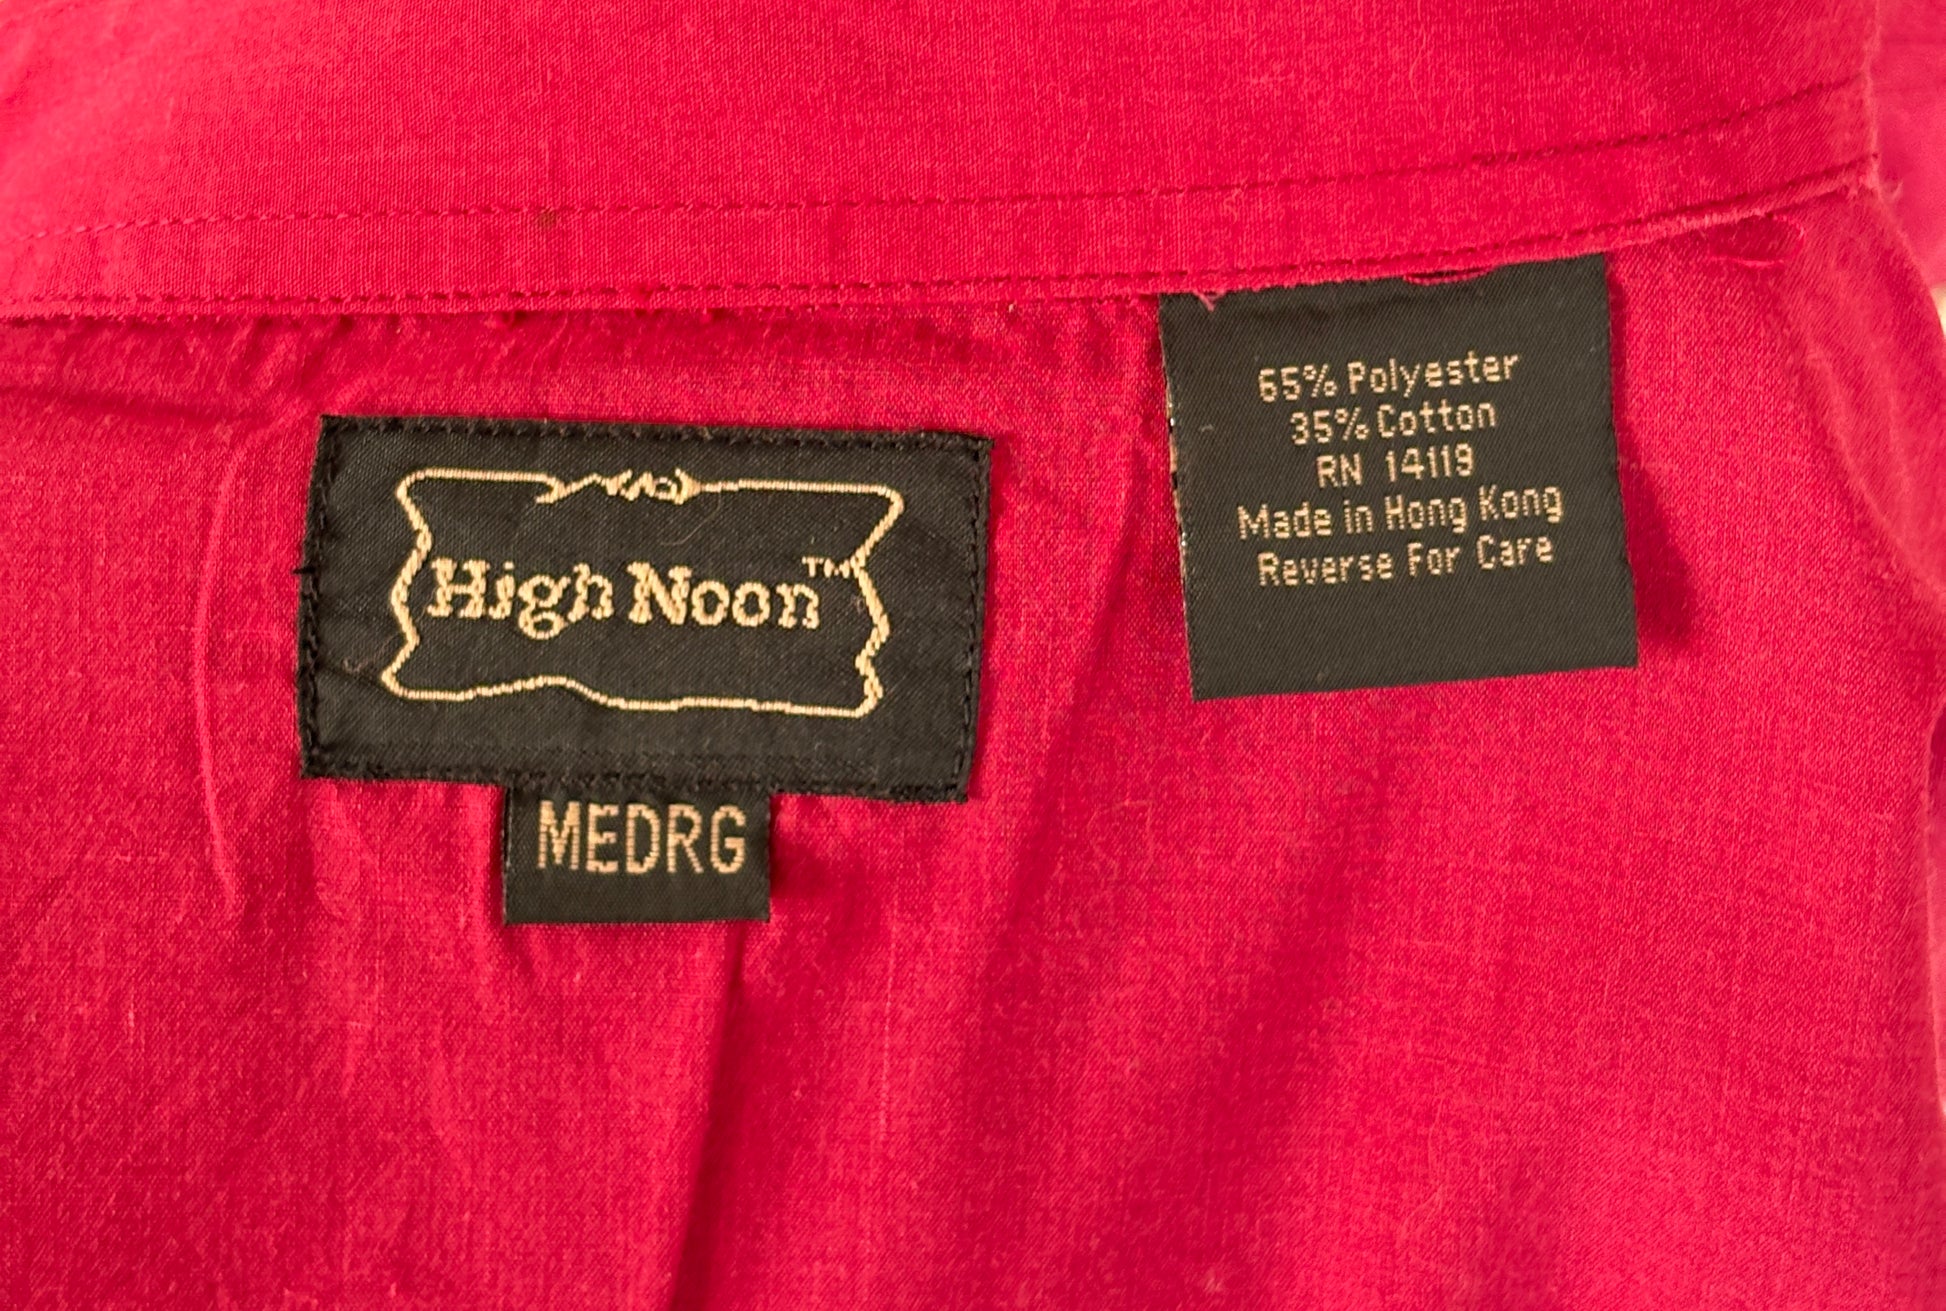 High Noon™
MEDRG
65% Polyester
35% Cotton
RN 14119
Made in Hong Kong
Reverse For Care